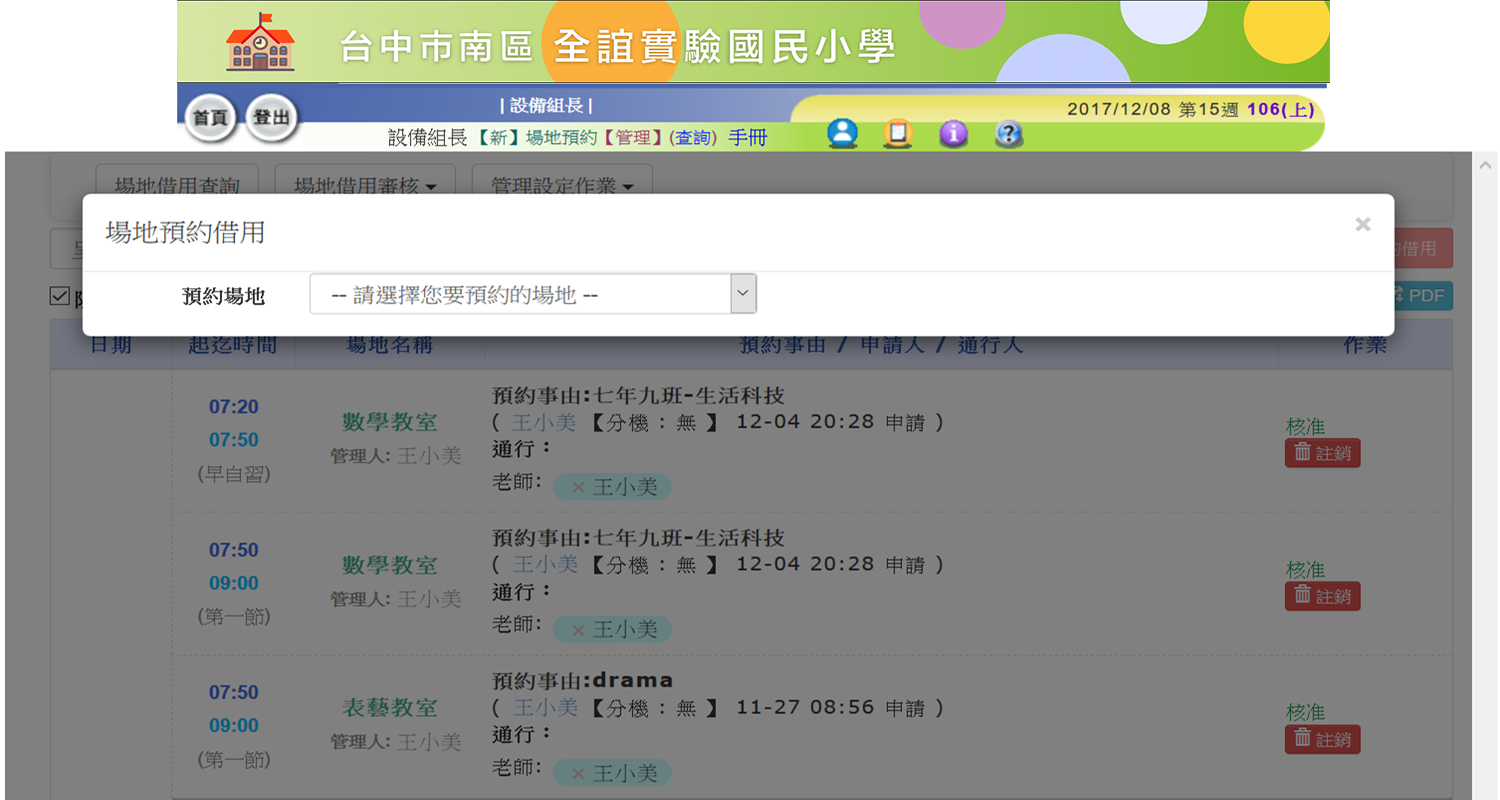 台中市南區 全誼實驗國民小學
首頁 登出 | 設備組長 | 2017/12/08 第15週 106(上)
設備組長 【新】場地預約【管理】(查詢) 手冊
場地借用查詢 場地借用審核 管理設定作業
場地預約借用 ×
借用
預約場地 -- 請選擇您要預約的場地 --
PDF
日期 起迄時間 場地名稱 預約事由 / 申請人 / 通行人 作業
07:20
07:50
(早自習)
數學教室
管理人: 王小美
預約事由:七年九班-生活科技
( 王小美 【分機：無 】 12-04 20:28 申請 )
通行：
老師: × 王小美
核准
註銷
07:50
09:00
(第一節)
數學教室
管理人: 王小美
預約事由:七年九班-生活科技
( 王小美 【分機：無 】 12-04 20:28 申請 )
通行：
老師: × 王小美
核准
註銷
07:50
09:00
(第一節)
表藝教室
管理人: 王小美
預約事由:drama
( 王小美 【分機：無 】 11-27 08:56 申請 )
通行：
老師: × 王小美
核准
註銷